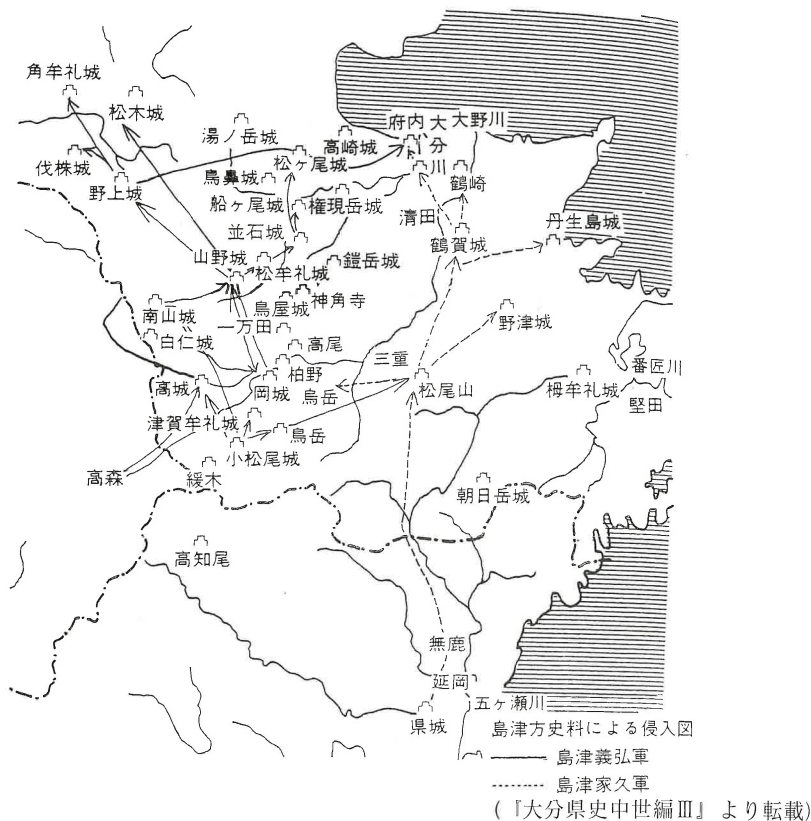 角牟礼城
松木城
湯ノ岳城
高崎城
府内
大分川
大野川
伐株城
野上城
鳥鼻城
松ヶ尾城
鶴崎
船ヶ尾城
権現岳城
清田
並石城
鶴賀城
丹生島城
山野城
松牟礼城
鎧岳城
南山城
鳥屋城
神角寺
一万田
野津城
白仁城
高尾
三重
番匠川
高城
岡城
柏野
烏岳
松尾山
栂牟礼城
堅田
津賀牟礼城
烏岳
小松尾城
高森
緩木
朝日岳城
高知尾
無鹿
延岡
五ヶ瀬川
県城
島津方史料による侵入図
島津義弘軍
島津家久軍
(『大分県史中世編Ⅲ』より転載)